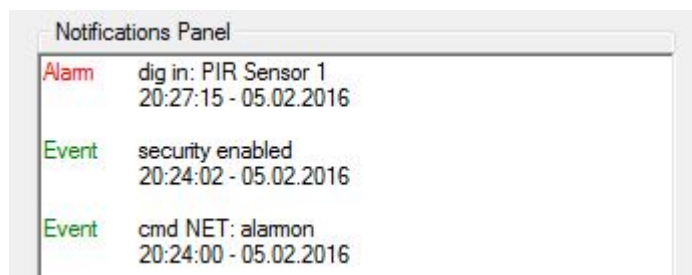 Notifications Panel
Alarm dig in: PIR Sensor 1
20:27:15 - 05.02.2016
Event security enabled
20:24:02 - 05.02.2016
Event cmd NET: alarmon
20:24:00 - 05.02.2016